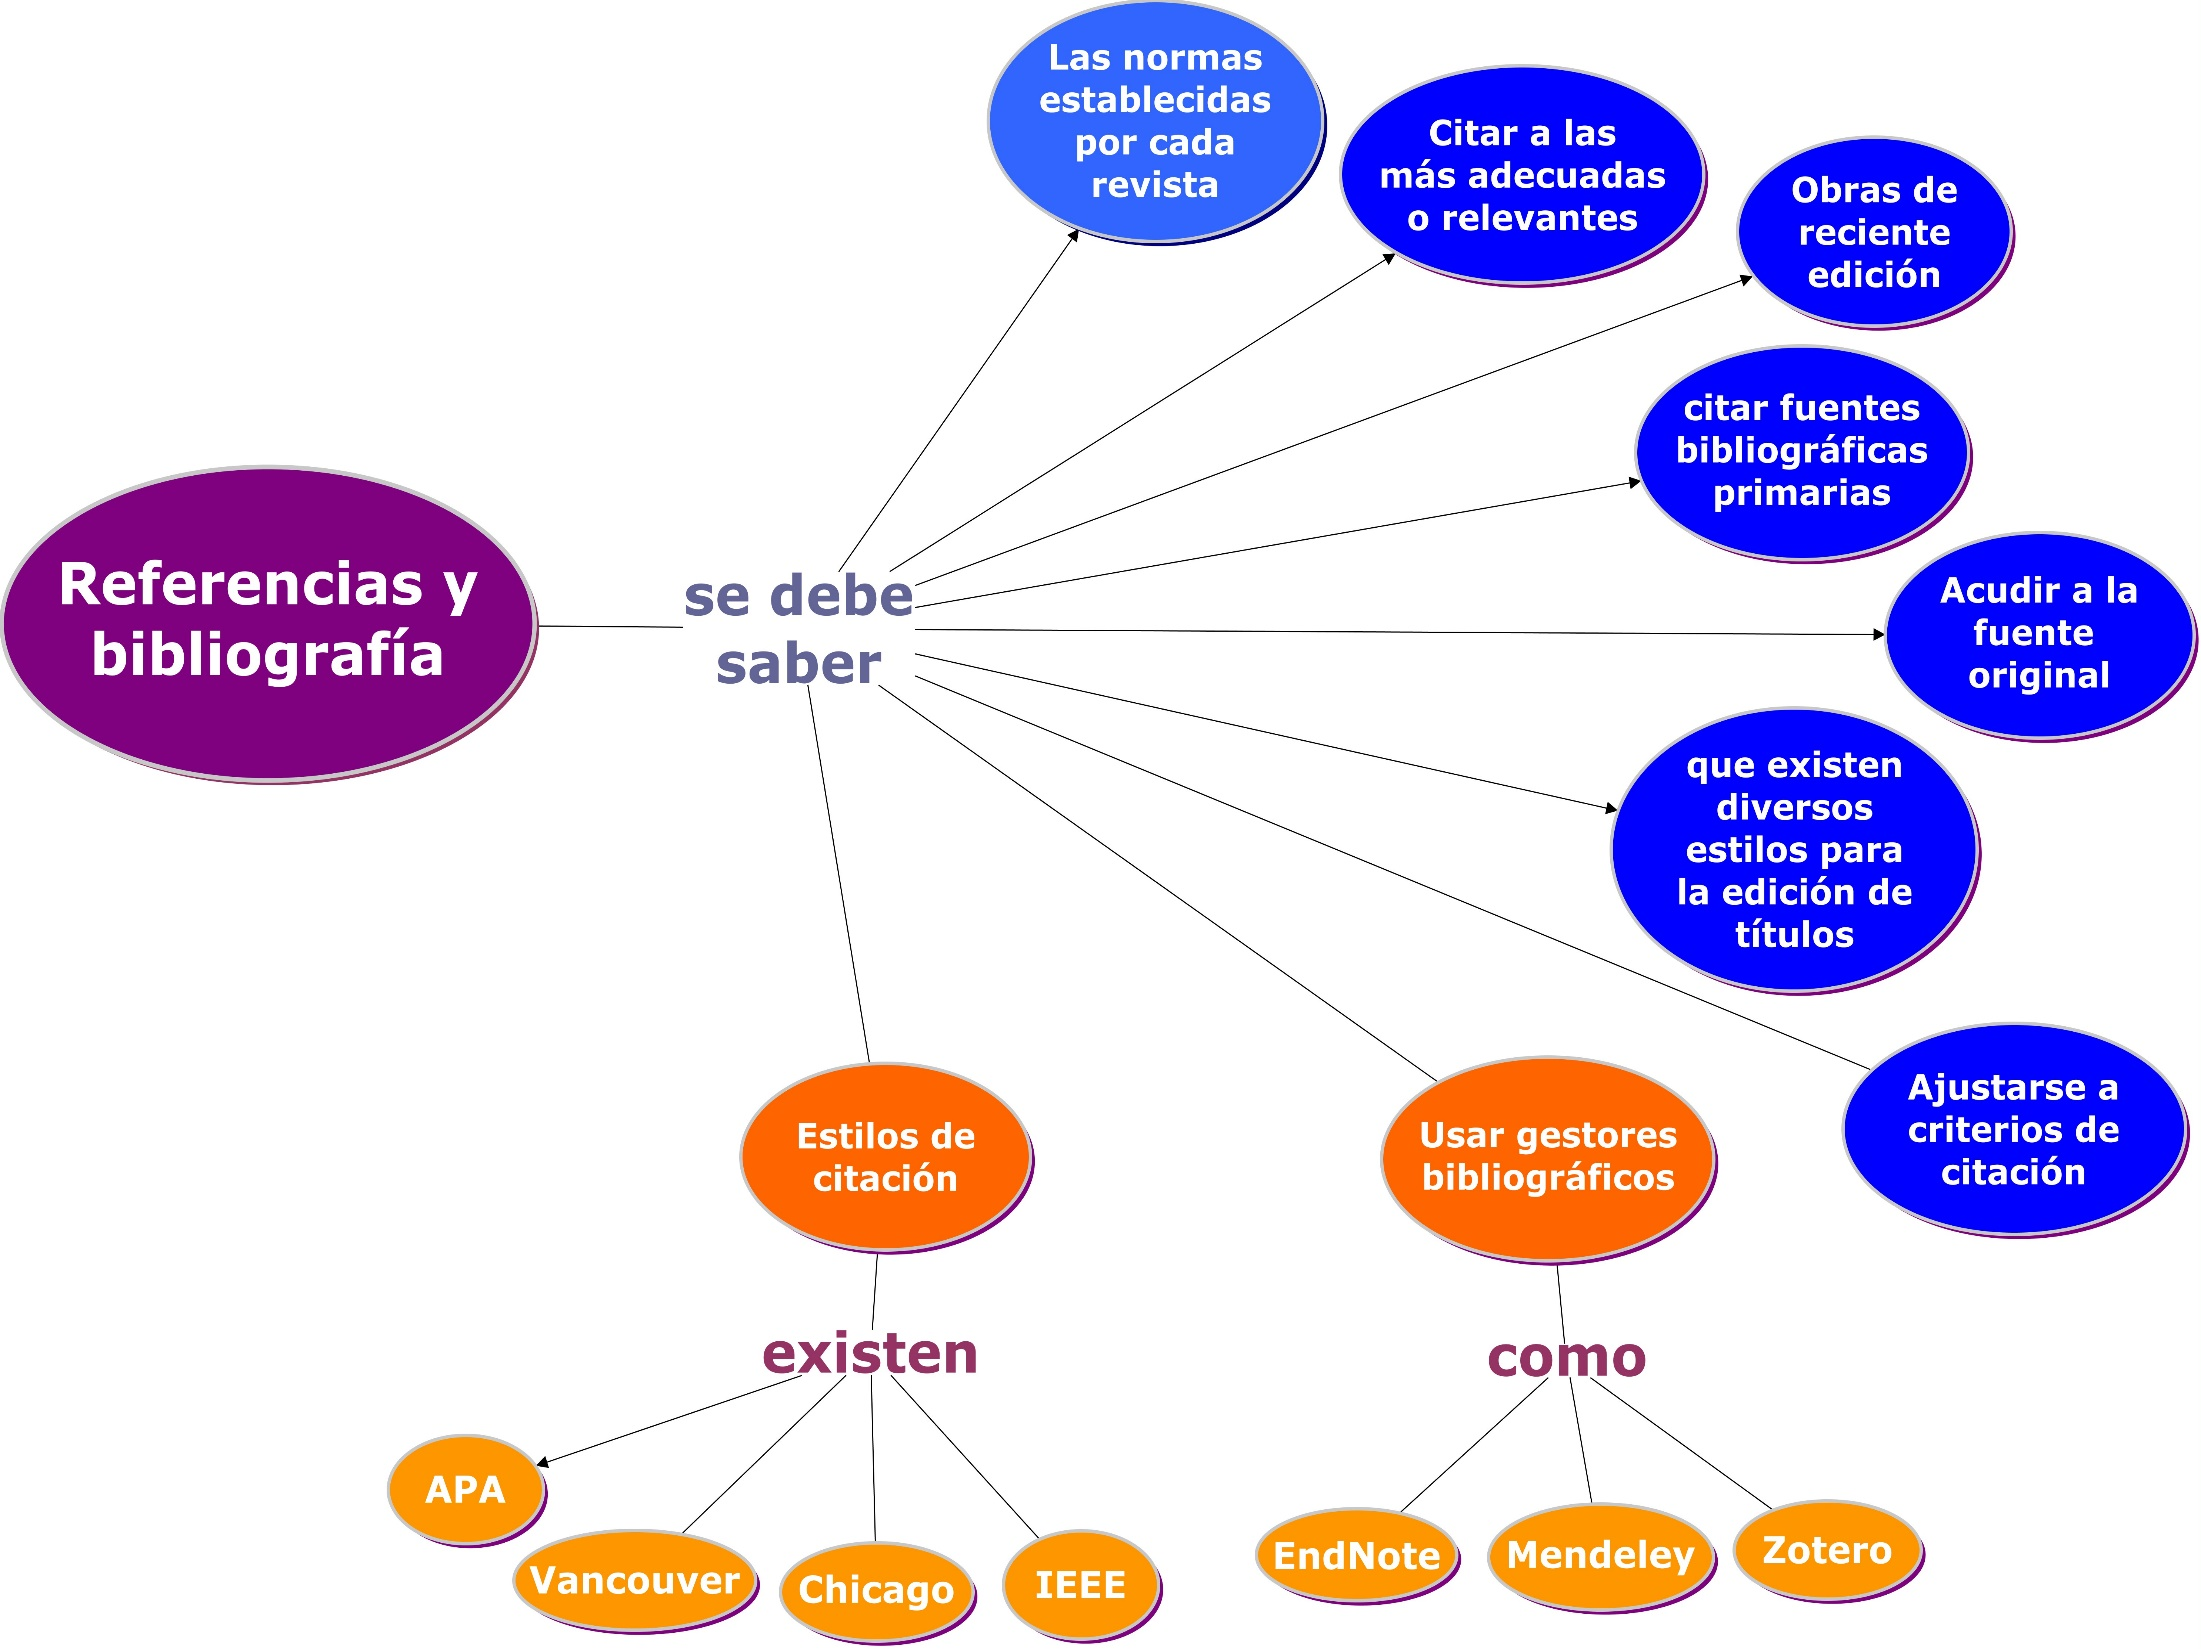 Las normas
establecidas
por cada
revista
Citar a las
más adecuadas
o relevantes
Obras de
reciente
edición
citar fuentes
bibliográficas
primarias
Referencias y
bibliografía
se debe
saber
Acudir a la
fuente
original
que existen
diversos
estilos para
la edición de
títulos
Ajustarse a
criterios de
citación
Estilos de
citación
Usar gestores
bibliográficos
existen
como
APA
Vancouver
Chicago
IEEE
EndNote
Mendeley
Zotero